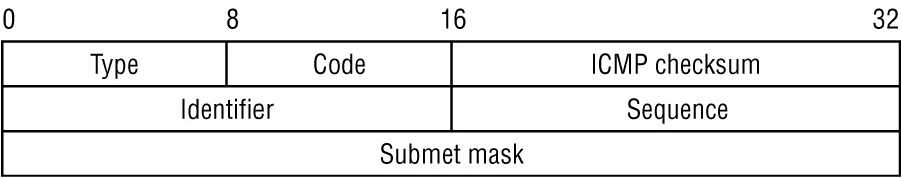 0 8 16 32
Type Code ICMP checksum
Identifier Sequence
Submet mask